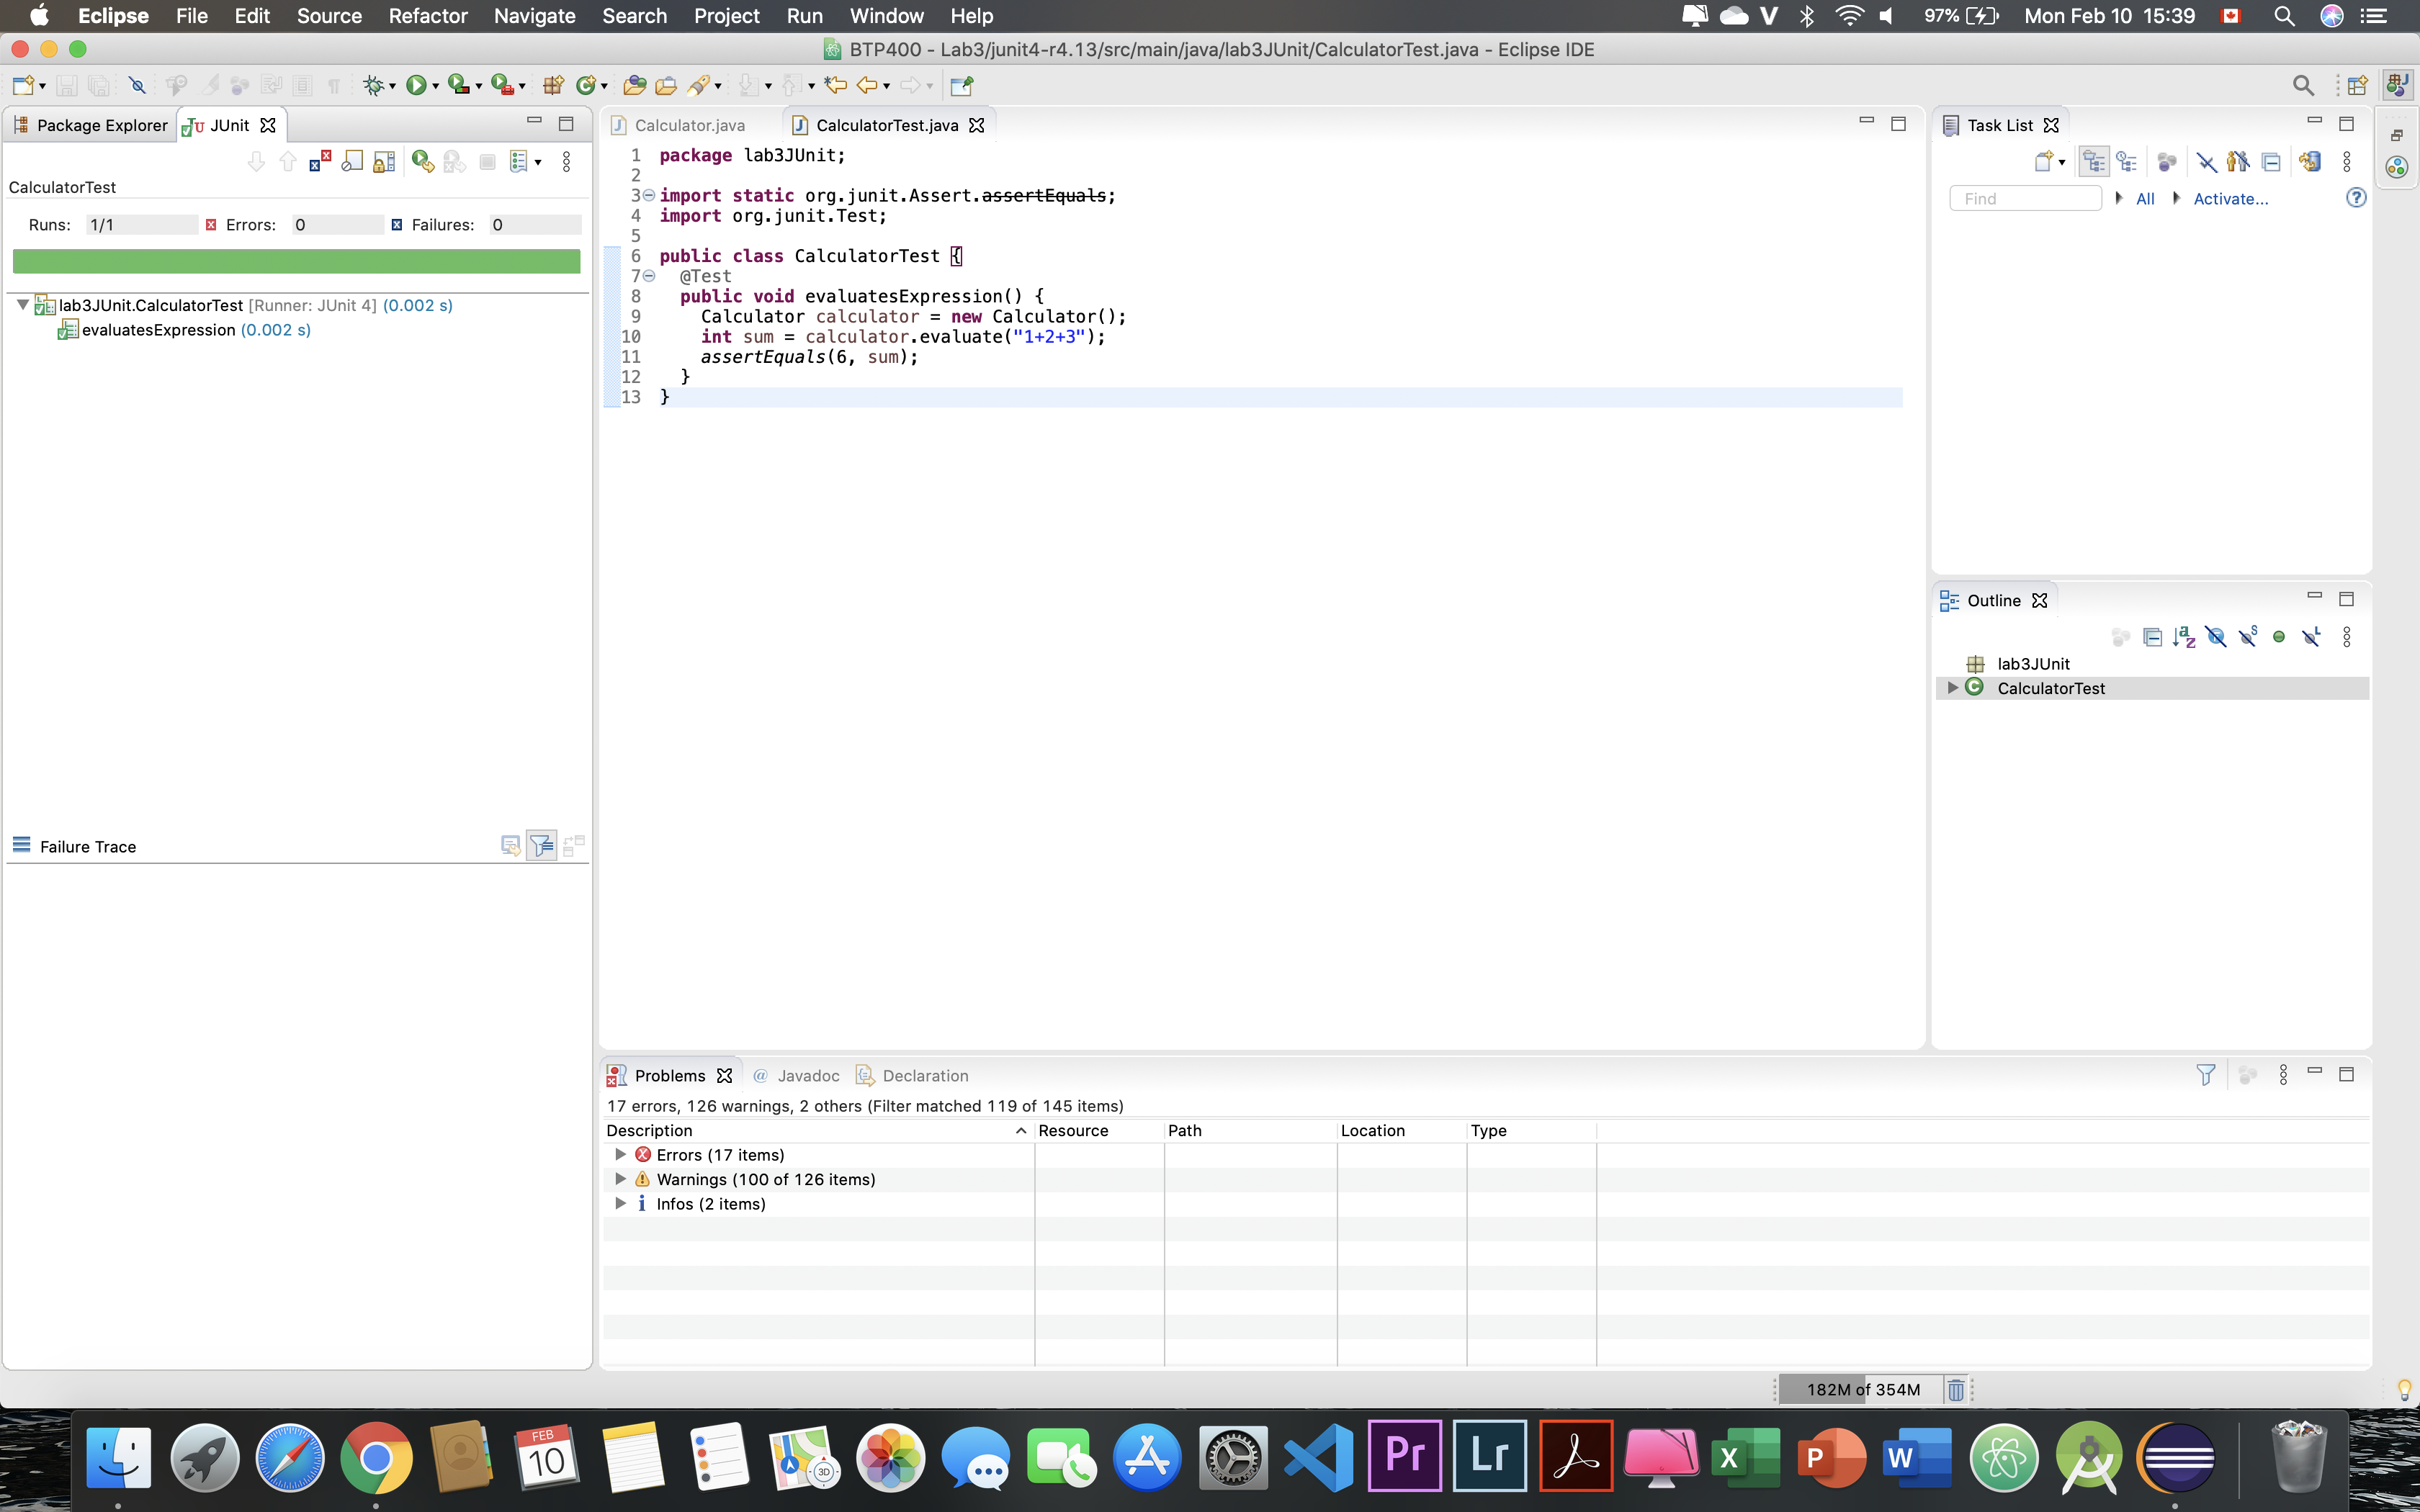 Eclipse File Edit Source Refactor Navigate Search Project Run Window Help 97% Mon Feb 10 15:39
BTP400 - Lab3/junit4-r4.13/src/main/java/lab3JUnit/CalculatorTest.java - Eclipse IDE
Package Explorer JUnit
CalculatorTest
Runs: 1/1 Errors: 0 Failures: 0
lab3JUnit.CalculatorTest [Runner: JUnit 4] (0.002 s)
evaluatesExpression (0.002 s)
Failure Trace
Calculator.java CalculatorTest.java
1 package lab3JUnit;
2
3 import static org.junit.Assert.assertEquals;
4 import org.junit.Test;
5
6 public class CalculatorTest {
7 @Test
8 public void evaluatesExpression() {
9 Calculator calculator = new Calculator();
10 int sum = calculator.evaluate("1+2+3");
11 assertEquals(6, sum);
12 }
13 }
Task List
Find All Activate...
Outline
lab3JUnit
CalculatorTest
Problems @ Javadoc Declaration
17 errors, 126 warnings, 2 others (Filter matched 119 of 145 items)
Description Resource Path Location Type
Errors (17 items)
Warnings (100 of 126 items)
Infos (2 items)
182M of 354M
FEB
10
3D
Pr
Lr
X
P
W